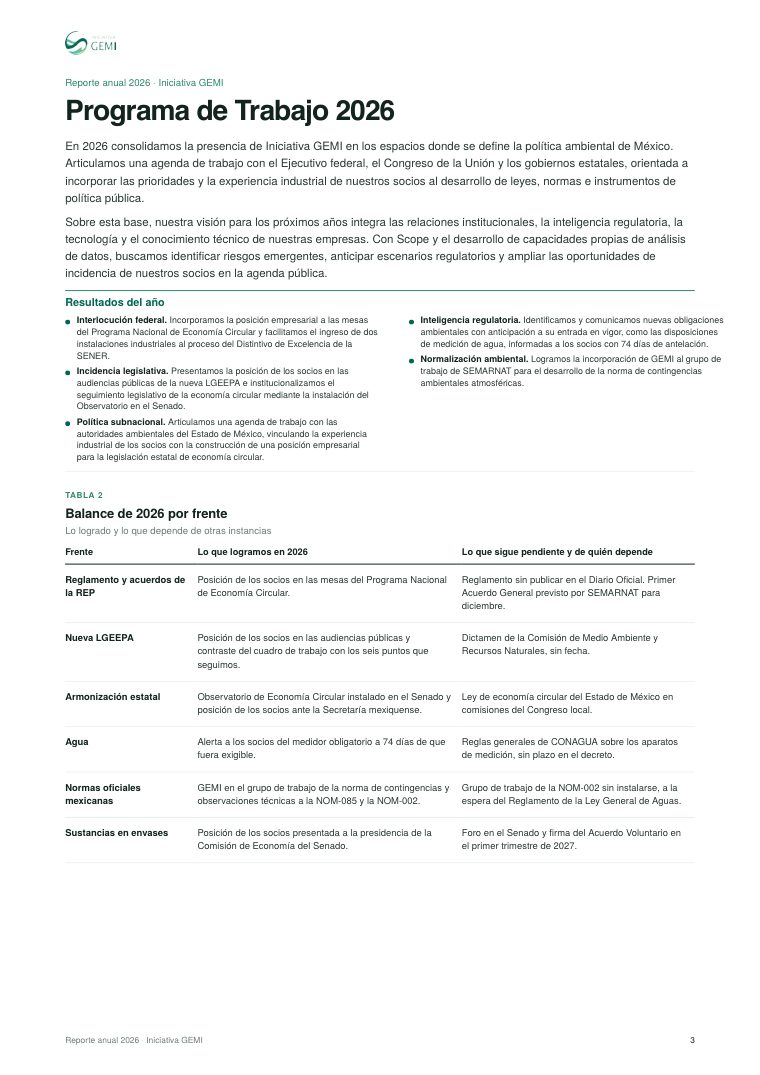 GEMI
Reporte anual 2026 · Iniciativa GEMI
Programa de Trabajo 2026
En 2026 consolidamos la presencia de Iniciativa GEMI en los espacios donde se define la política ambiental de México.
Articulamos una agenda de trabajo con el Ejecutivo federal, el Congreso de la Unión y los gobiernos estatales, orientada a
incorporar las prioridades y la experiencia industrial de nuestros socios al desarrollo de leyes, normas e instrumentos de
política pública.
Sobre esta base, nuestra visión para los próximos años integra las relaciones institucionales, la inteligencia regulatoria, la
tecnología y el conocimiento técnico de nuestras empresas. Con Scope y el desarrollo de capacidades propias de análisis
de datos, buscamos identificar riesgos emergentes, anticipar escenarios regulatorios y ampliar las oportunidades de
incidencia de nuestros socios en la agenda pública.
Resultados del año
Interlocución federal. Incorporamos la posición empresarial a las mesas
del Programa Nacional de Economía Circular y facilitamos el ingreso de dos
instalaciones industriales al proceso del Distintivo de Excelencia de la
SENER.
Incidencia legislativa. Presentamos la posición de los socios en las
audiencias públicas de la nueva LGEEPA e institucionalizamos el
seguimiento legislativo de la economía circular mediante la instalación del
Observatorio en el Senado.
Política subnacional. Articulamos una agenda de trabajo con las
autoridades ambientales del Estado de México, vinculando la experiencia
industrial de los socios con la construcción de una posición empresarial
para la legislación estatal de economía circular.
Inteligencia regulatoria. Identificamos y comunicamos nuevas obligaciones
ambientales con anticipación a su entrada en vigor, como las disposiciones
de medición de agua, informadas a los socios con 74 días de antelación.
Normalización ambiental. Logramos la incorporación de GEMI al grupo de
trabajo de SEMARNAT para el desarrollo de la norma de contingencias
ambientales atmosféricas.
TABLA 2
Balance de 2026 por frente
Lo logrado y lo que depende de otras instancias
Frente Lo que logramos en 2026 Lo que sigue pendiente y de quién depende
Reglamento y acuerdos de Posición de los socios en las mesas del Programa Nacional Reglamento sin publicar en el Diario Oficial. Primer
la REP de Economía Circular. Acuerdo General previsto por SEMARNAT para
diciembre.
Nueva LGEEPA Posición de los socios en las audiencias públicas y Dictamen de la Comisión de Medio Ambiente y
contraste del cuadro de trabajo con los seis puntos que Recursos Naturales, sin fecha.
seguimos.
Armonización estatal Observatorio de Economía Circular instalado en el Senado y Ley de economía circular del Estado de México en
posición de los socios ante la Secretaría mexiquense. comisiones del Congreso local.
Agua Alerta a los socios del medidor obligatorio a 74 días de que Reglas generales de CONAGUA sobre los aparatos
fuera exigible. de medición, sin plazo en el decreto.
Normas oficiales GEMI en el grupo de trabajo de la norma de contingencias y Grupo de trabajo de la NOM-002 sin instalarse, a la
mexicanas observaciones técnicas a la NOM-085 y la NOM-002. espera del Reglamento de la Ley General de Aguas.
Sustancias en envases Posición de los socios presentada a la presidencia de la Foro en el Senado y firma del Acuerdo Voluntario en
Comisión de Economía del Senado. el primer trimestre de 2027.
Reporte anual 2026 · Iniciativa GEMI 3